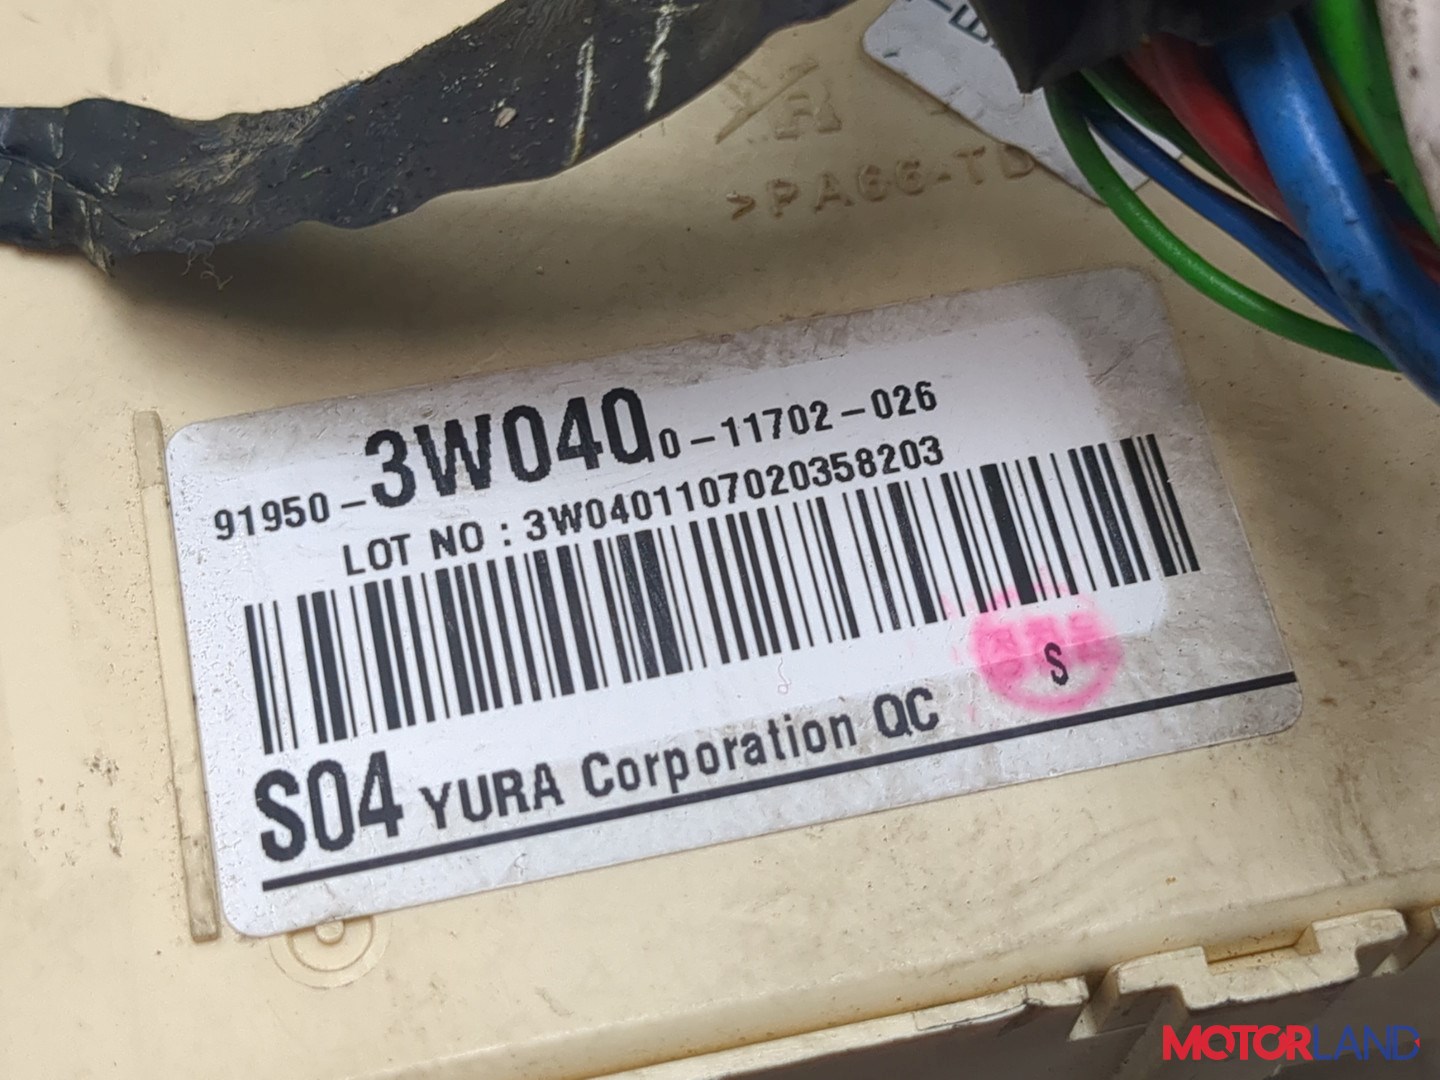 >PA66-TD
91950-3W040 0-11702-026
LOT NO : 3W0401107020358203
S
S04 YURA Corporation QC
MOTORLAND